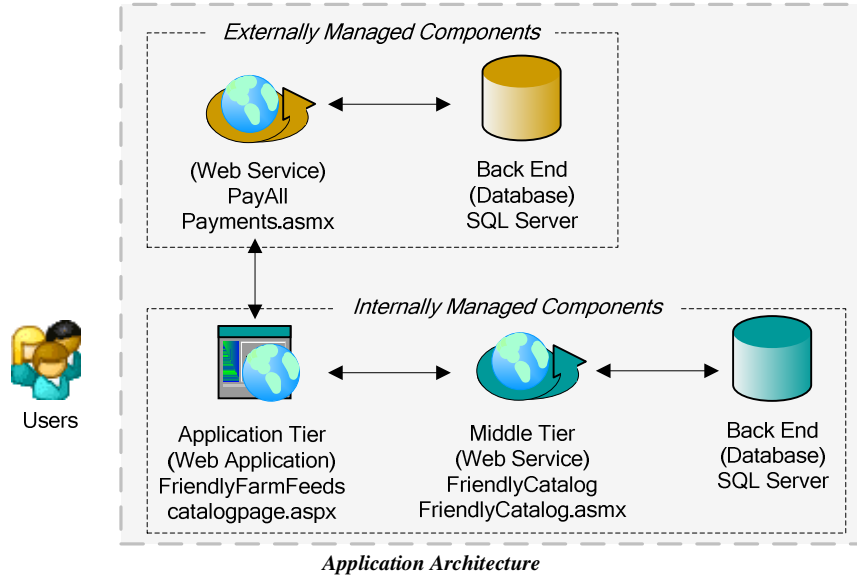 Externally Managed Components
(Web Service)
PayAll
Payments.asmx
Back End
(Database)
SQL Server
Internally Managed Components
Users
Application Tier
(Web Application)
FriendlyFarmFeeds
catalogpage.aspx
Middle Tier
(Web Service)
FriendlyCatalog
FriendlyCatalog.asmx
Back End
(Database)
SQL Server
Application Architecture